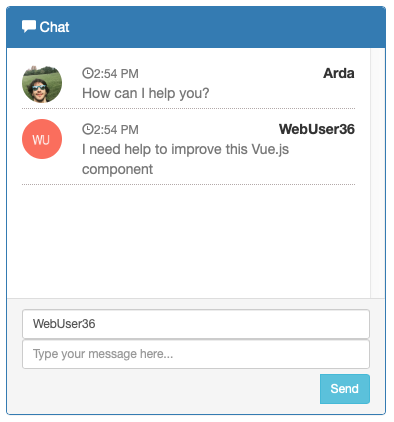 Chat
2:54 PM Arda
How can I help you?
WU 2:54 PM WebUser36
I need help to improve this Vue.js
component
WebUser36
Type your message here...
Send